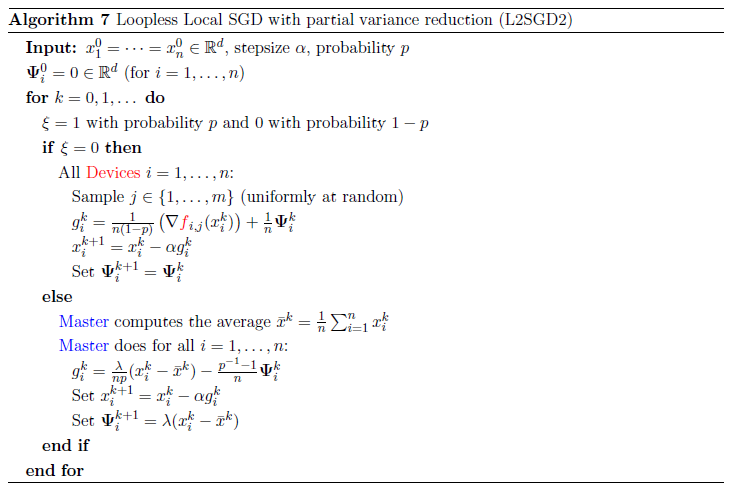 Algorithm 7 Loopless Local SGD with partial variance reduction (L2SGD2)
Input: $x_1^0 = \cdots = x_n^0 \in \mathbb{R}^d$, stepsize $\alpha$, probability $p$
$\mathbf{\Psi}_i^0 = 0 \in \mathbb{R}^d$ (for $i = 1, \ldots, n$)
for $k = 0, 1, \ldots$ do
$\xi = 1$ with probability $p$ and $0$ with probability $1 - p$
if $\xi = 0$ then
All Devices $i = 1, \ldots, n$:
Sample $j \in \{1, \ldots, m\}$ (uniformly at random)
$g_i^k = \frac{1}{n(1-p)} \left( \nabla f_{i,j}(x_i^k) \right) + \frac{1}{n} \mathbf{\Psi}_i^k$
$x_i^{k+1} = x_i^k - \alpha g_i^k$
Set $\mathbf{\Psi}_i^{k+1} = \mathbf{\Psi}_i^k$
else
Master computes the average $\bar{x}^k = \frac{1}{n} \sum_{i=1}^n x_i^k$
Master does for all $i = 1, \ldots, n$:
$g_i^k = \frac{\lambda}{np} (x_i^k - \bar{x}^k) - \frac{p^{-1} - 1}{n} \mathbf{\Psi}_i^k$
Set $x_i^{k+1} = x_i^k - \alpha g_i^k$
Set $\mathbf{\Psi}_i^{k+1} = \lambda (x_i^k - \bar{x}^k)$
end if
end for